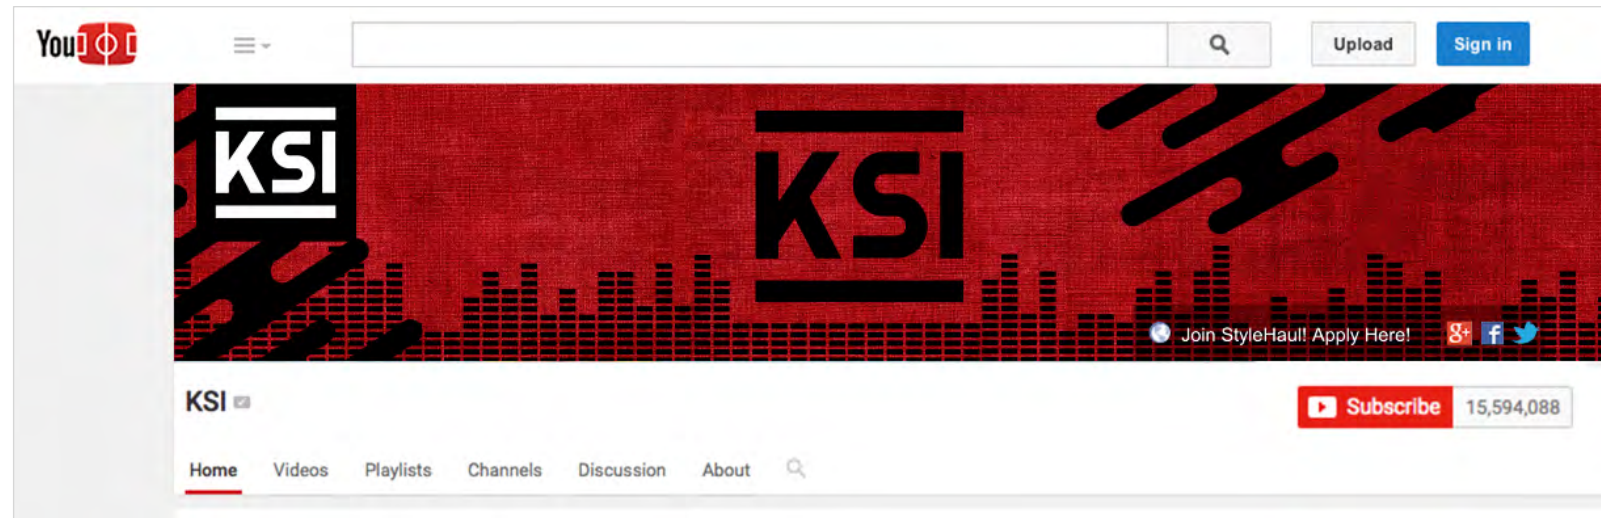 You
Upload
Sign in
KSI
KSI
Join StyleHaul! Apply Here!
g+ f
KSI
Subscribe 15,594,088
Home Videos Playlists Channels Discussion About